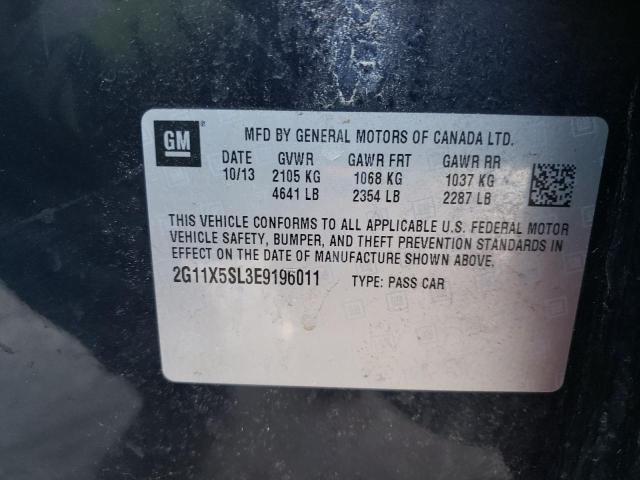 GM
MFD BY GENERAL MOTORS OF CANADA LTD.
DATE GVWR GAWR FRT GAWR RR
10/13 2105 KG 1068 KG 1037 KG
4641 LB 2354 LB 2287 LB
THIS VEHICLE CONFORMS TO ALL APPLICABLE U.S. FEDERAL MOTOR
VEHICLE SAFETY, BUMPER, AND THEFT PREVENTION STANDARDS IN
EFFECT ON THE DATE OF MANUFACTURE SHOWN ABOVE.
2G11X5SL3E9196011 TYPE: PASS CAR